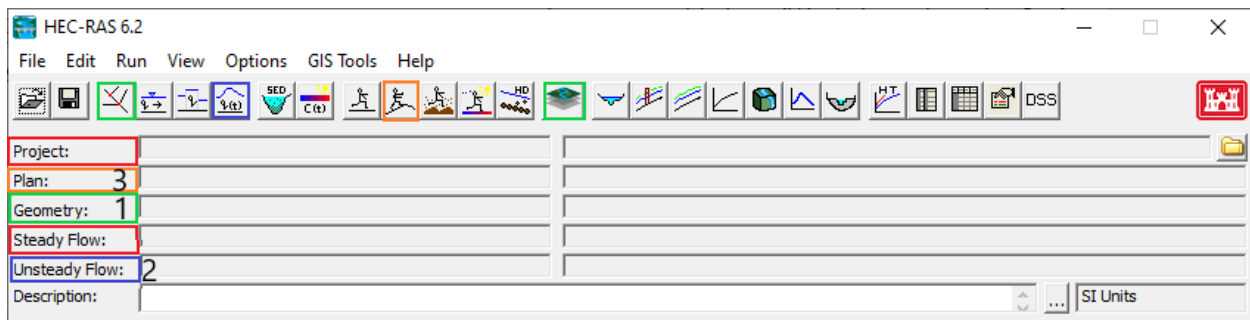 HEC-RAS 6.2
File Edit Run View Options GIS Tools Help
SED C(t) HD HT DSS
Project:
Plan: 3
Geometry: 1
Steady Flow:
Unsteady Flow: 2
Description: ... SI Units